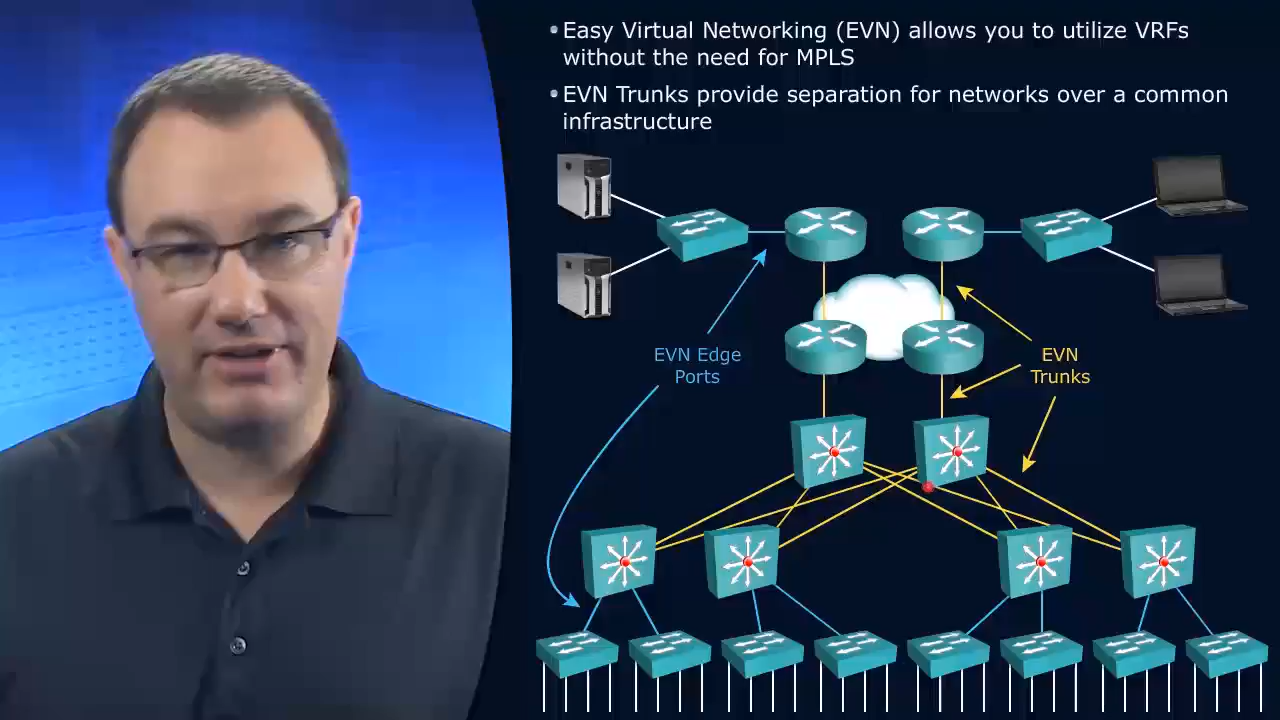 •Easy Virtual Networking (EVN) allows you to utilize VRFs
without the need for MPLS
•EVN Trunks provide separation for networks over a common
infrastructure
EVN Edge
Ports
EVN
Trunks